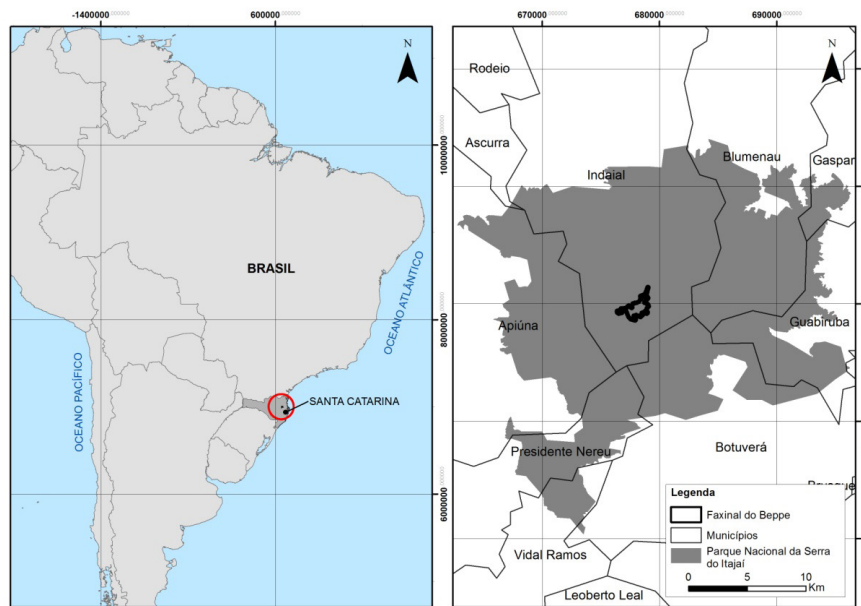 -1400000
600000
N
10000000
8000000
6000000
BRASIL
OCEANO PACÍFICO
OCEANO ATLÂNTICO
SANTA CATARINA
670000
680000
690000
N
Rodeio
Ascurra
Indaial
Blumenau
Gaspar
Apiúna
Guabiruba
Presidente Nereu
Botuverá
Vidal Ramos
Leoberto Leal
Legenda
Faxinal do Beppe
Municípios
Parque Nacional da Serra
do Itajaí
0 5 10
Km